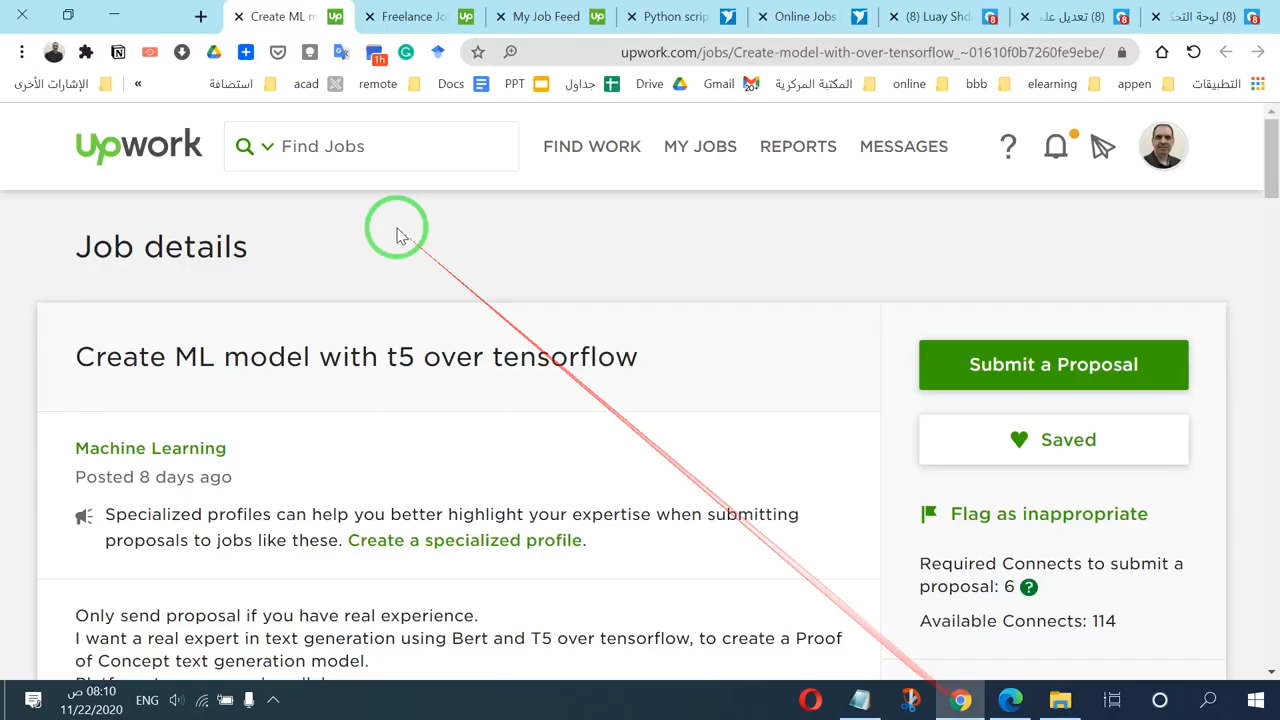 Create ML m
Freelance Jo
My Job Feed
Python scrip
Online Jobs
(8) Luay Shd
(8) تعديل علـ
(8) لوحة التحك
upwork.com/jobs/Create-model-with-over-tensorflow_~01610f0b7260fe9ebe/
1h
الإشارات الأخرى
«
استضافة
acad
remote
Docs
PPT
جداول
Drive
Gmail
المكتبة المركزية
online
bbb
elearning
appen
التطبيقات
upwork
Find Jobs
FIND WORK
MY JOBS
REPORTS
MESSAGES
Job details
Create ML model with t5 over tensorflow
Submit a Proposal
Saved
Machine Learning
Posted 8 days ago
Specialized profiles can help you better highlight your expertise when submitting
proposals to jobs like these. Create a specialized profile.
Flag as inappropriate
Required Connects to submit a
proposal: 6
Available Connects: 114
Only send proposal if you have real experience.
I want a real expert in text generation using Bert and T5 over tensorflow, to create a Proof
of Concept text generation model.
08:10 ص
11/22/2020
ENG